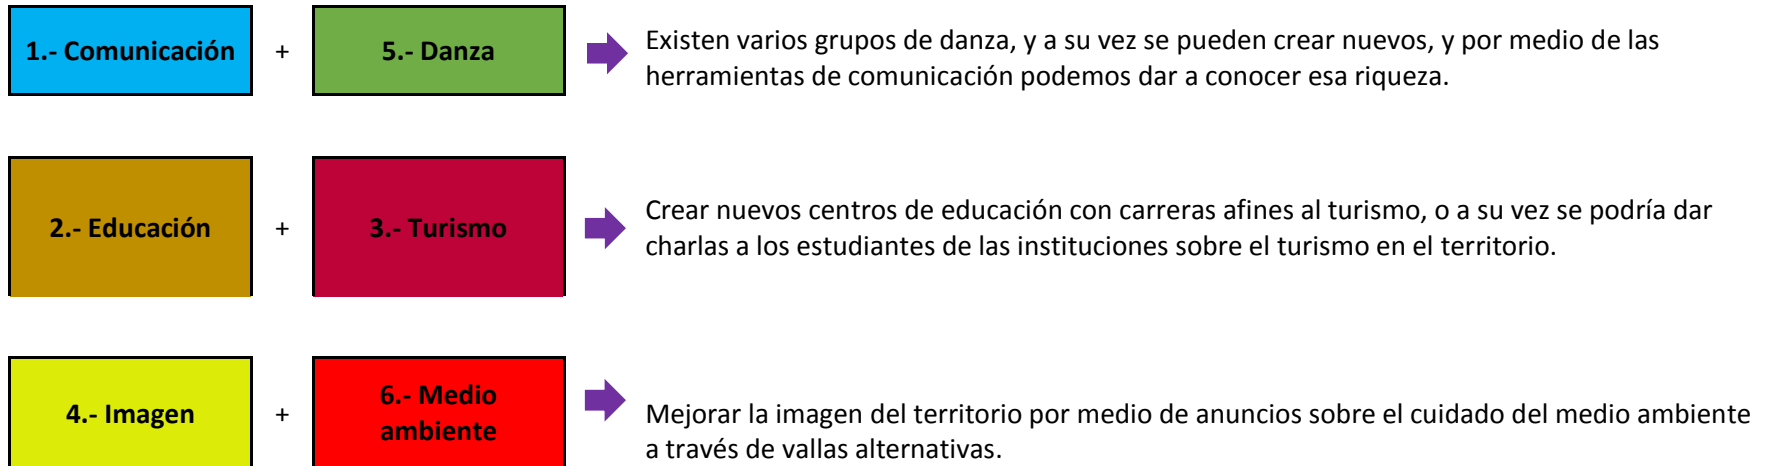 1.- Comunicación + 5.- Danza
Existen varios grupos de danza, y a su vez se pueden crear nuevos, y por medio de las
herramientas de comunicación podemos dar a conocer esa riqueza.
2.- Educación + 3.- Turismo
Crear nuevos centros de educación con carreras afines al turismo, o a su vez se podría dar
charlas a los estudiantes de las instituciones sobre el turismo en el territorio.
4.- Imagen + 6.- Medio
ambiente
Mejorar la imagen del territorio por medio de anuncios sobre el cuidado del medio ambiente
a través de vallas alternativas.